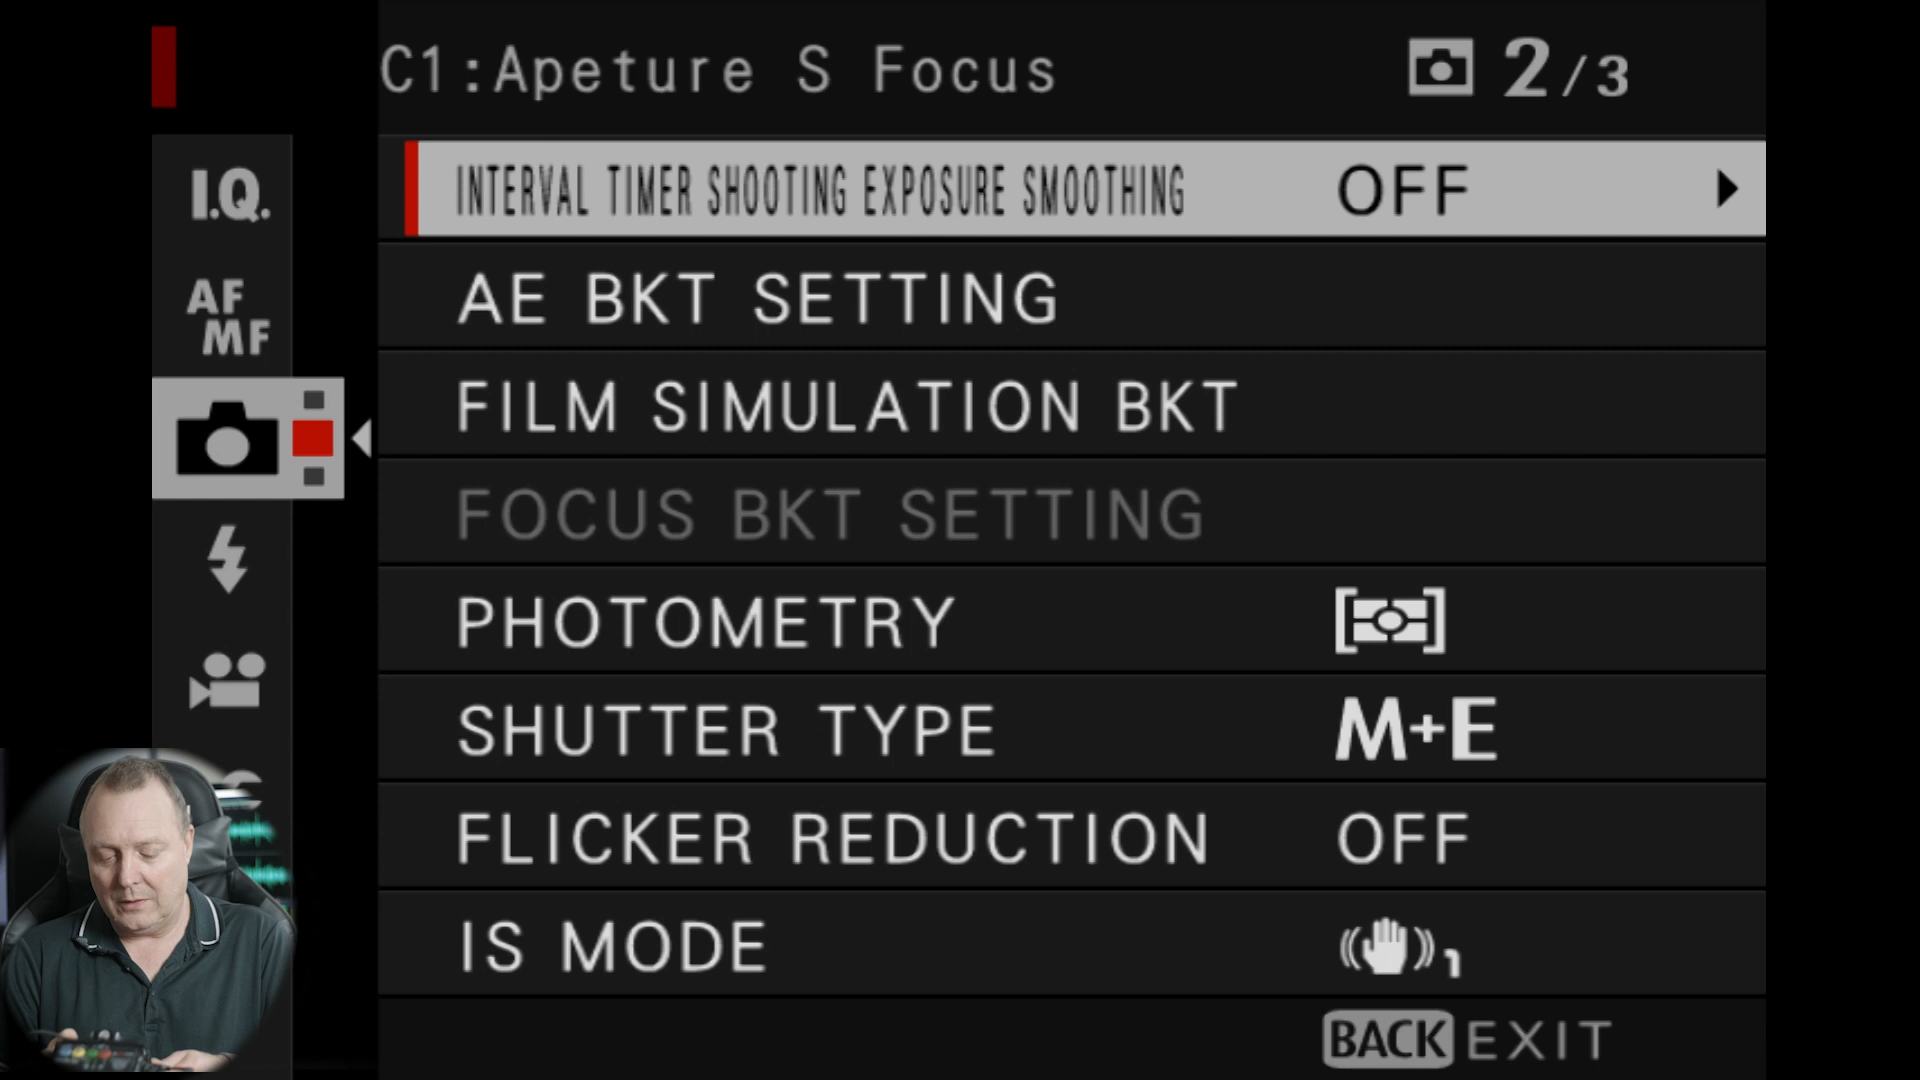 C1:Apeture S Focus
2/3
I.Q.
AF
MF
INTERVAL TIMER SHOOTING EXPOSURE SMOOTHING OFF
AE BKT SETTING
FILM SIMULATION BKT
FOCUS BKT SETTING
PHOTOMETRY
SHUTTER TYPE M+E
FLICKER REDUCTION OFF
IS MODE 1
BACK EXIT